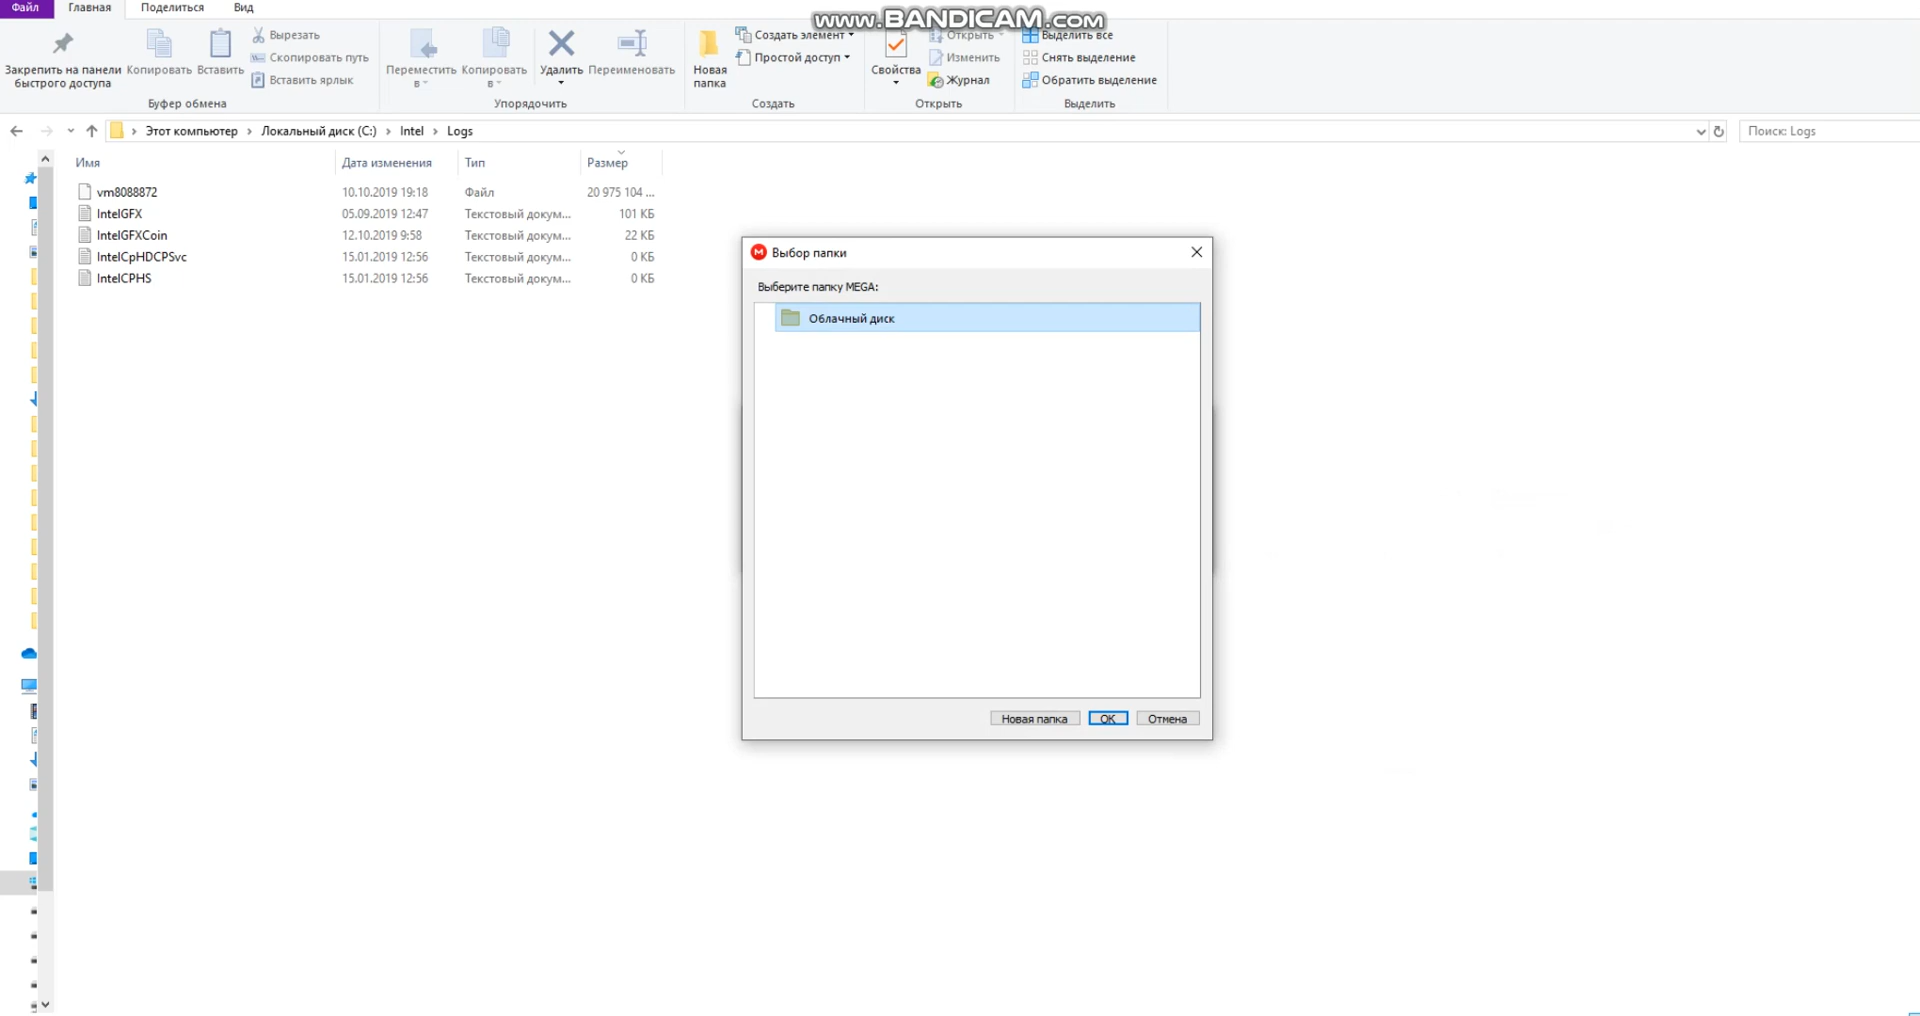 Файл Главная Поделиться Вид
www.BANDICAM.com
Закрепить на панели
быстрого доступа
Копировать
Вставить
Вырезать
Скопировать путь
Вставить ярлык
Буфер обмена
Переместить
в
Копировать
в
Удалить
Переименовать
Упорядочить
Новая
папка
Создать элемент
Простой доступ
Создать
Свойства
Открыть
Изменить
Журнал
Открыть
Выделить все
Снять выделение
Обратить выделение
Выделить
Этот компьютер Локальный диск (C:) Intel Logs
Поиск: Logs
Имя Дата изменения Тип Размер
vm8088872 10.10.2019 19:18 Файл 20 975 104 ...
IntelGFX 05.09.2019 12:47 Текстовый докум... 101 КБ
IntelGFXCoin 12.10.2019 9:58 Текстовый докум... 22 КБ
IntelCpHDCPSvc 15.01.2019 12:56 Текстовый докум... 0 КБ
IntelCPHS 15.01.2019 12:56 Текстовый докум... 0 КБ
Выбор папки
Выберите папку MEGA:
Облачный диск
Новая папка OK Отмена